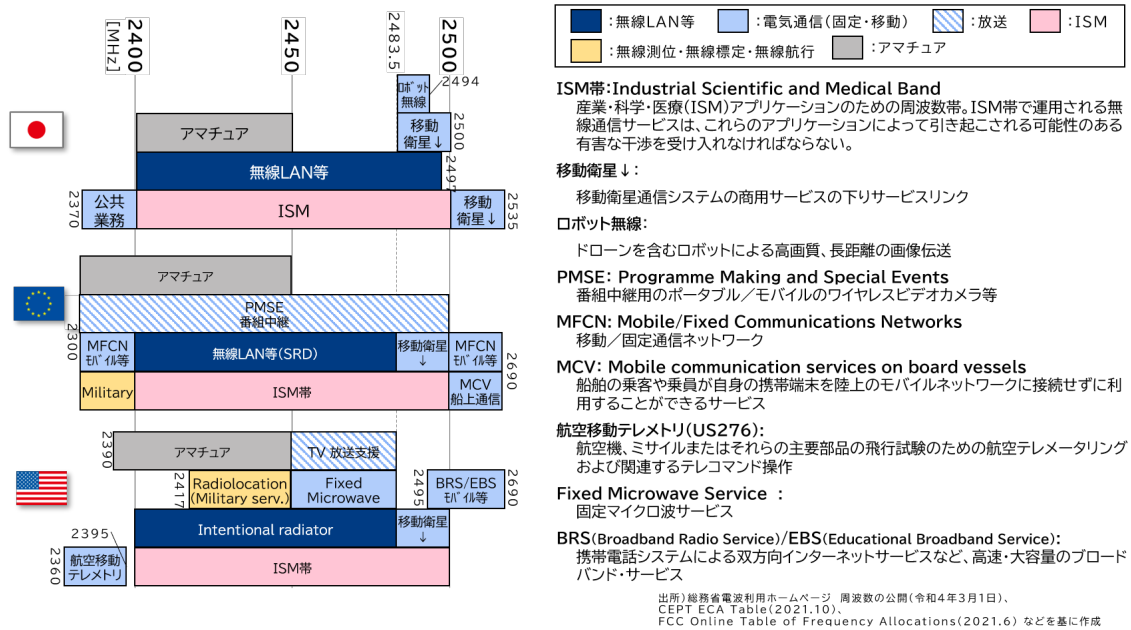 [MHz]
2400
2450
2483.5
2500
ロボット
無線
2494
アマチュア
移動
衛星↓
2500
無線LAN等
2497
2370
公共
業務
ISM
移動
衛星↓
2535
アマチュア
PMSE
番組中継
2300
MFCN
モバイル等
無線LAN等(SRD)
移動衛星
↓
MFCN
モバイル等
2690
Military
ISM帯
MCV
船上通信
2390
アマチュア
TV 放送支援
2417
Radiolocation
(Military serv.)
Fixed
Microwave
2495
BRS/EBS
モバイル等
2690
Intentional radiator
移動衛星
↓
2395
2360
航空移動
テレメトリ
ISM帯
:無線LAN等 :電気通信(固定・移動) :放送 :ISM
:無線測位・無線標定・無線航行 :アマチュア
ISM帯:Industrial Scientific and Medical Band
産業・科学・医療(ISM)アプリケーションのための周波数帯。ISM帯で運用される無
線通信サービスは、これらのアプリケーションによって引き起こされる可能性のある
有害な干渉を受け入れなければならない。
移動衛星↓:
移動衛星通信システムの商用サービスの下りサービスリンク
ロボット無線:
ドローンを含むロボットによる高画質、長距離の画像伝送
PMSE: Programme Making and Special Events
番組中継用のポータブル/モバイルのワイヤレスビデオカメラ等
MFCN: Mobile/Fixed Communications Networks
移動/固定通信ネットワーク
MCV: Mobile communication services on board vessels
船舶の乗客や乗員が自身の携帯端末を陸上のモバイルネットワークに接続せずに利
用することができるサービス
航空移動テレメトリ(US276):
航空機、ミサイルまたはそれらの主要部品の飛行試験のための航空テレメータリング
および関連するテレコマンド操作
Fixed Microwave Service :
固定マイクロ波サービス
BRS(Broadband Radio Service)/EBS(Educational Broadband Service):
携帯電話システムによる双方向インターネットサービスなど、高速・大容量のブロード
バンド・サービス
出所)総務省電波利用ホームページ 周波数の公開(令和4年3月1日)、
CEPT ECA Table(2021.10)、
FCC Online Table of Frequency Allocations(2021.6) などを基に作成